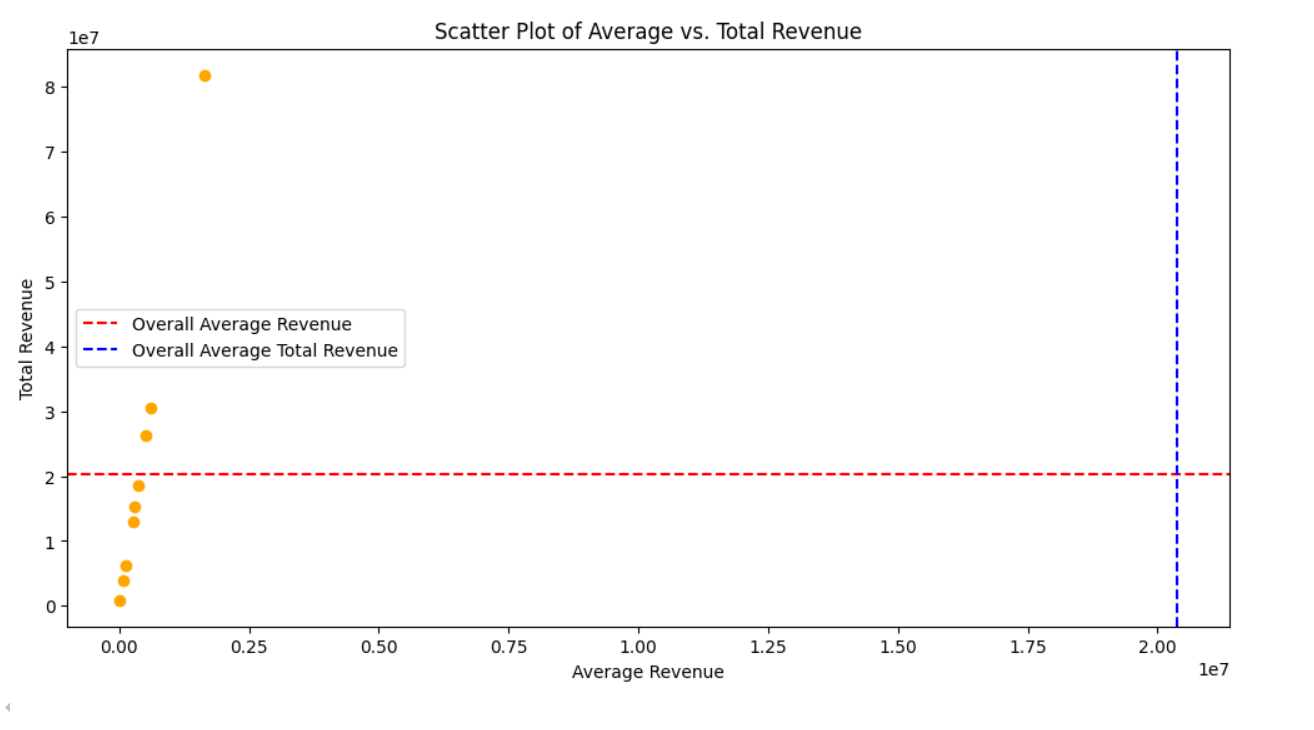 Scatter Plot of Average vs. Total Revenue
1e7
8
7
6
5
4
3
2
1
0
Total Revenue
Overall Average Revenue
Overall Average Total Revenue
0.00 0.25 0.50 0.75 1.00 1.25 1.50 1.75 2.00
1e7
Average Revenue